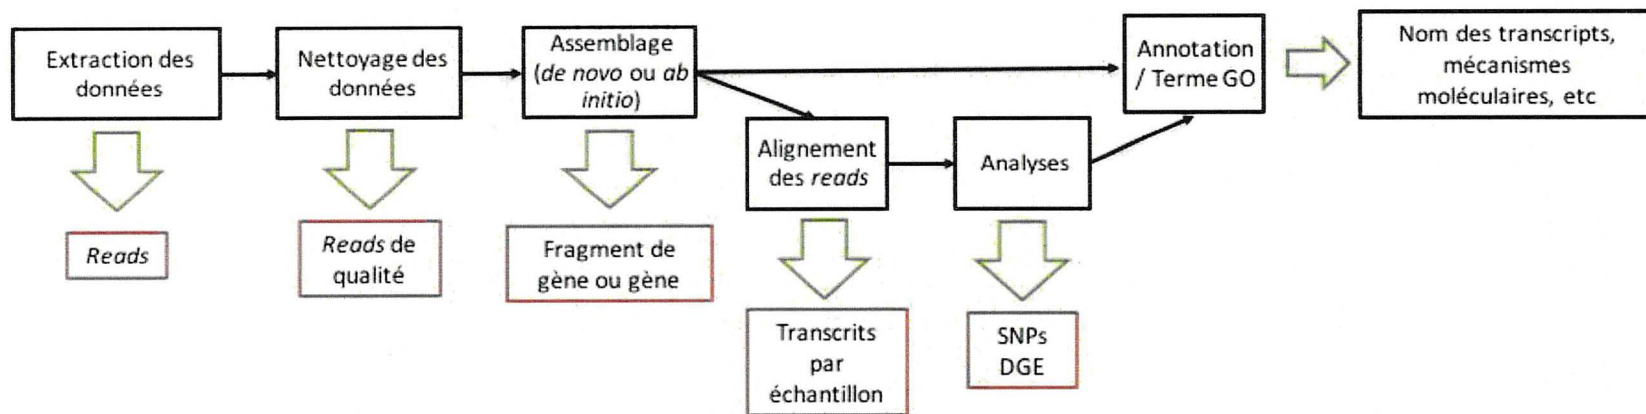 Extraction des
données
Nettoyage des
données
Assemblage
(de novo ou ab
initio)
Annotation
/ Terme GO
Nom des transcripts,
mécanismes
moléculaires, etc
Alignement
des reads
Analyses
Reads
Reads de
qualité
Fragment de
gène ou gène
Transcrits
par
échantillon
SNPs
DGE